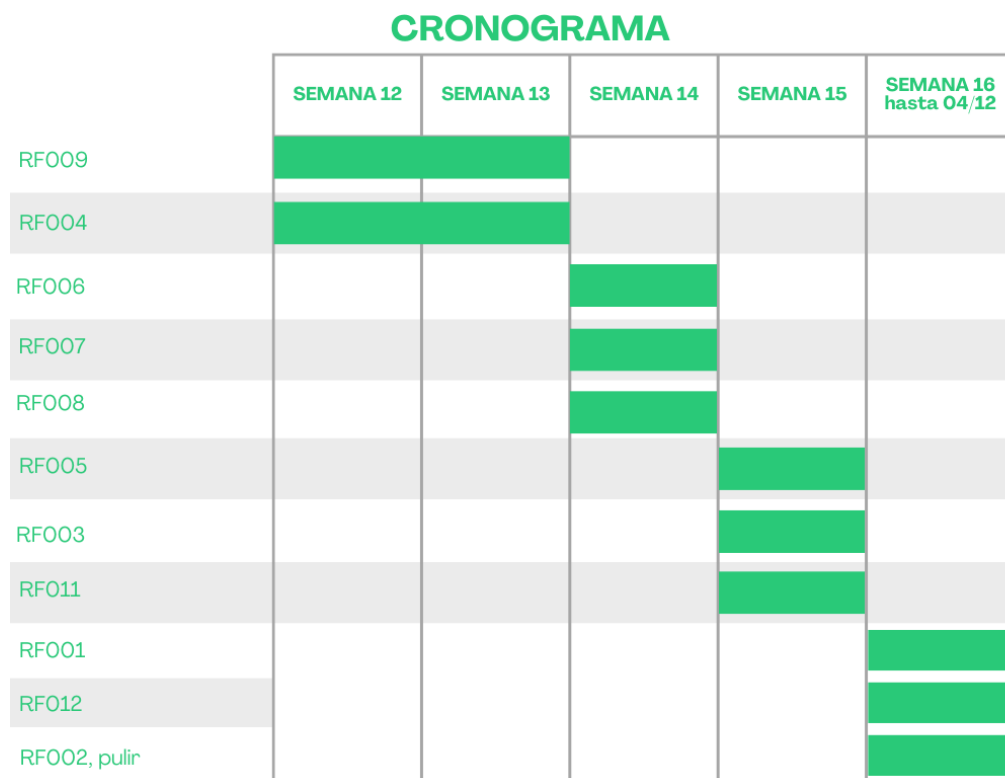 CRONOGRAMA
SEMANA 12
SEMANA 13
SEMANA 14
SEMANA 15
SEMANA 16
hasta 04/12
RF009
RF004
RF006
RF007
RF008
RF005
RF003
RF011
RF001
RF012
RF002, pulir